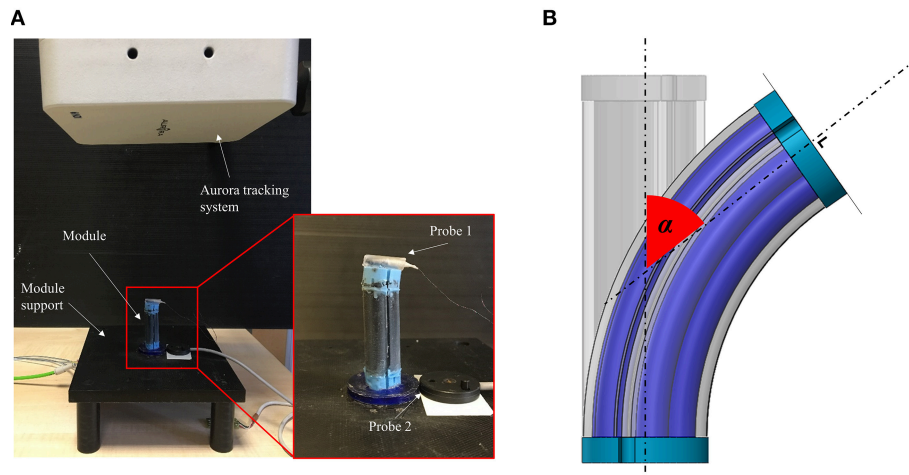 A
B
Aurora tracking
system
Module
Probe 1
Module
support
Probe 2
α